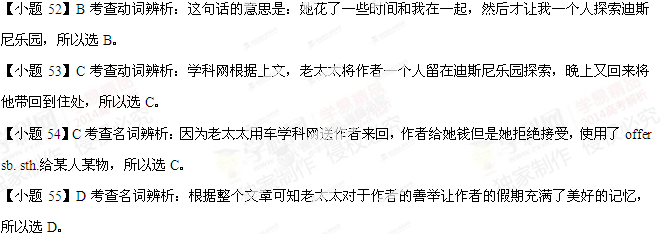 【小题 52】B 考查动词辨析：这句话的意思是：她花了一些时间和我在一起，然后才让我一个人探索迪斯
尼乐园，所以选 B。
【小题 53】C 考查动词辨析：学科网根据上文，老太太将作者一个人留在迪斯尼乐园探索，晚上又回来将
他带回到住处，所以选 C。
【小题 54】C 考查名词辨析：因为老太太用车学科网送作者来回，作者给她钱但是她拒绝接受，使用了 offer
sb. sth.给某人某物，所以选 C。
【小题 55】D 考查名词辨析：根据整个文章可知老太太对于作者的善举让作者的假期充满了美好的记忆，
所以选 D。